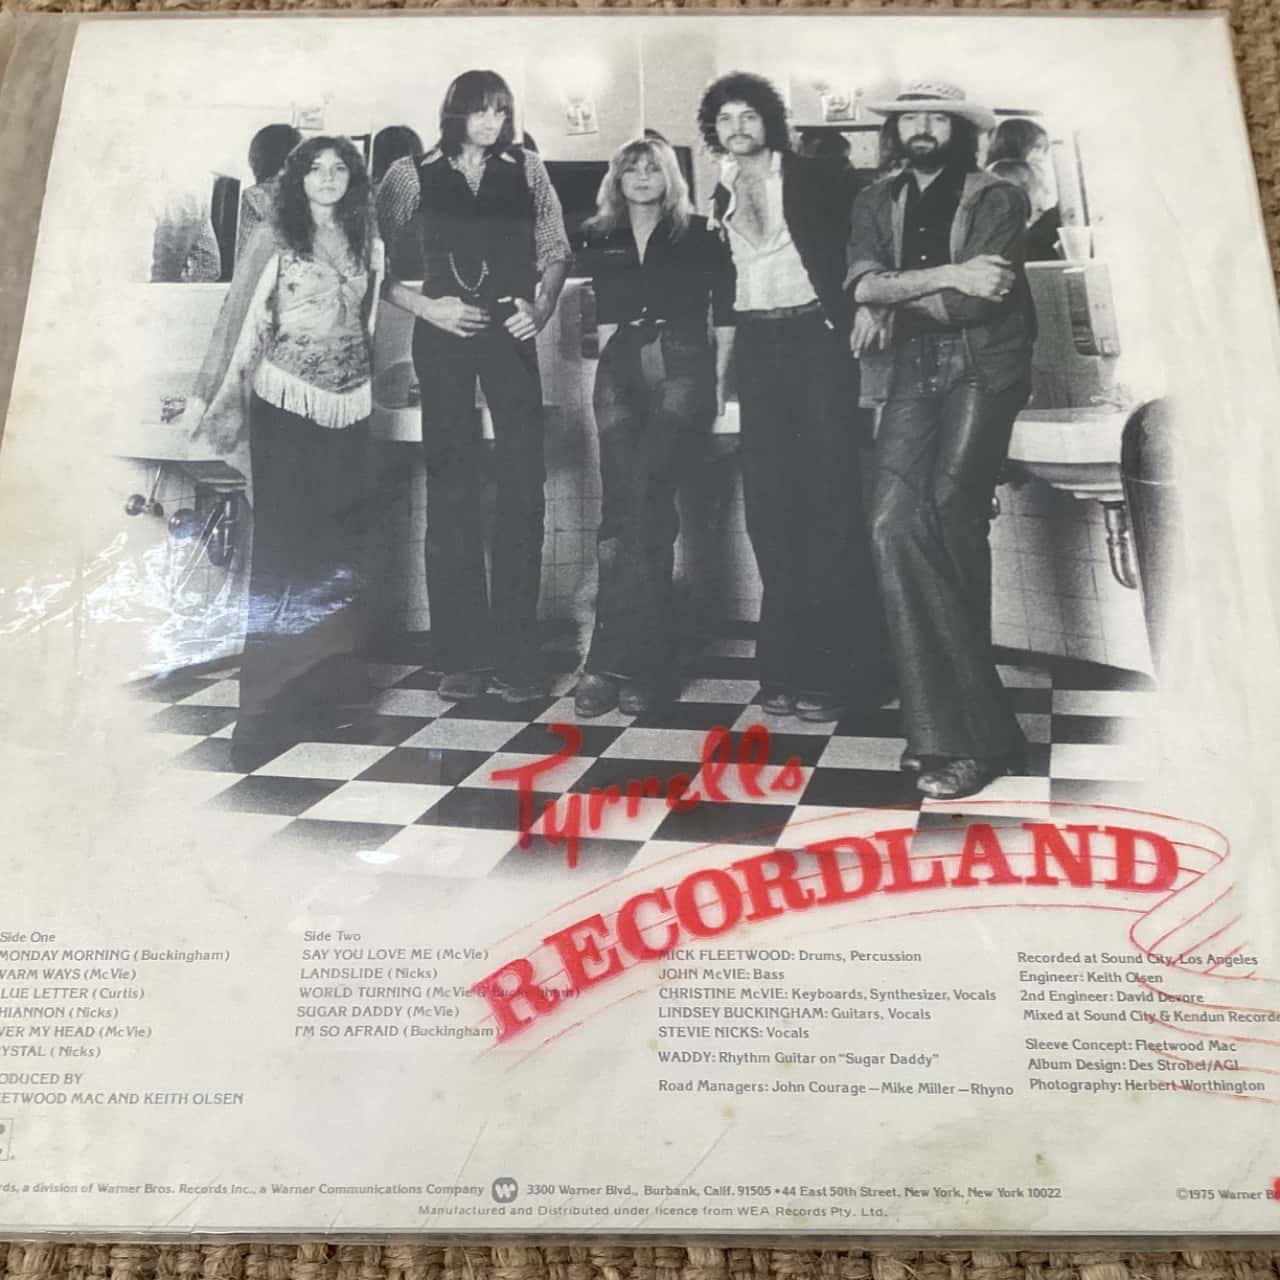 Tyrrells
RECORDLAND
Side One
MONDAY MORNING (Buckingham)
WARM WAYS (McVie)
LUE LETTER (Curtis)
HIANNON (Nicks)
VER MY HEAD (McVie)
YSTAL (Nicks)
ODUCED BY
EETWOOD MAC AND KEITH OLSEN
Side Two
SAY YOU LOVE ME (McVie)
LANDSLIDE (Nicks)
WORLD TURNING (McVie & Buckingham)
SUGAR DADDY (McVie)
I'M SO AFRAID (Buckingham)
MICK FLEETWOOD: Drums, Percussion
JOHN McVIE: Bass
CHRISTINE McVIE: Keyboards, Synthesizer, Vocals
LINDSEY BUCKINGHAM: Guitars, Vocals
STEVIE NICKS: Vocals
WADDY: Rhythm Guitar on "Sugar Daddy"
Road Managers: John Courage—Mike Miller—Rhyno
Recorded at Sound City, Los Angeles
Engineer: Keith Olsen
2nd Engineer: David Devore
Mixed at Sound City & Kendun Recorde
Sleeve Concept: Fleetwood Mac
Album Design: Des Strobel/AGI
Photography: Herbert Worthington
rds, a division of Warner Bros. Records Inc., a Warner Communications Company W 3300 Warner Blvd., Burbank, Calif. 91505 • 44 East 50th Street, New York, New York 10022 ©1975 Warner B
Manufactured and Distributed under licence from WEA Records Pty. Ltd.